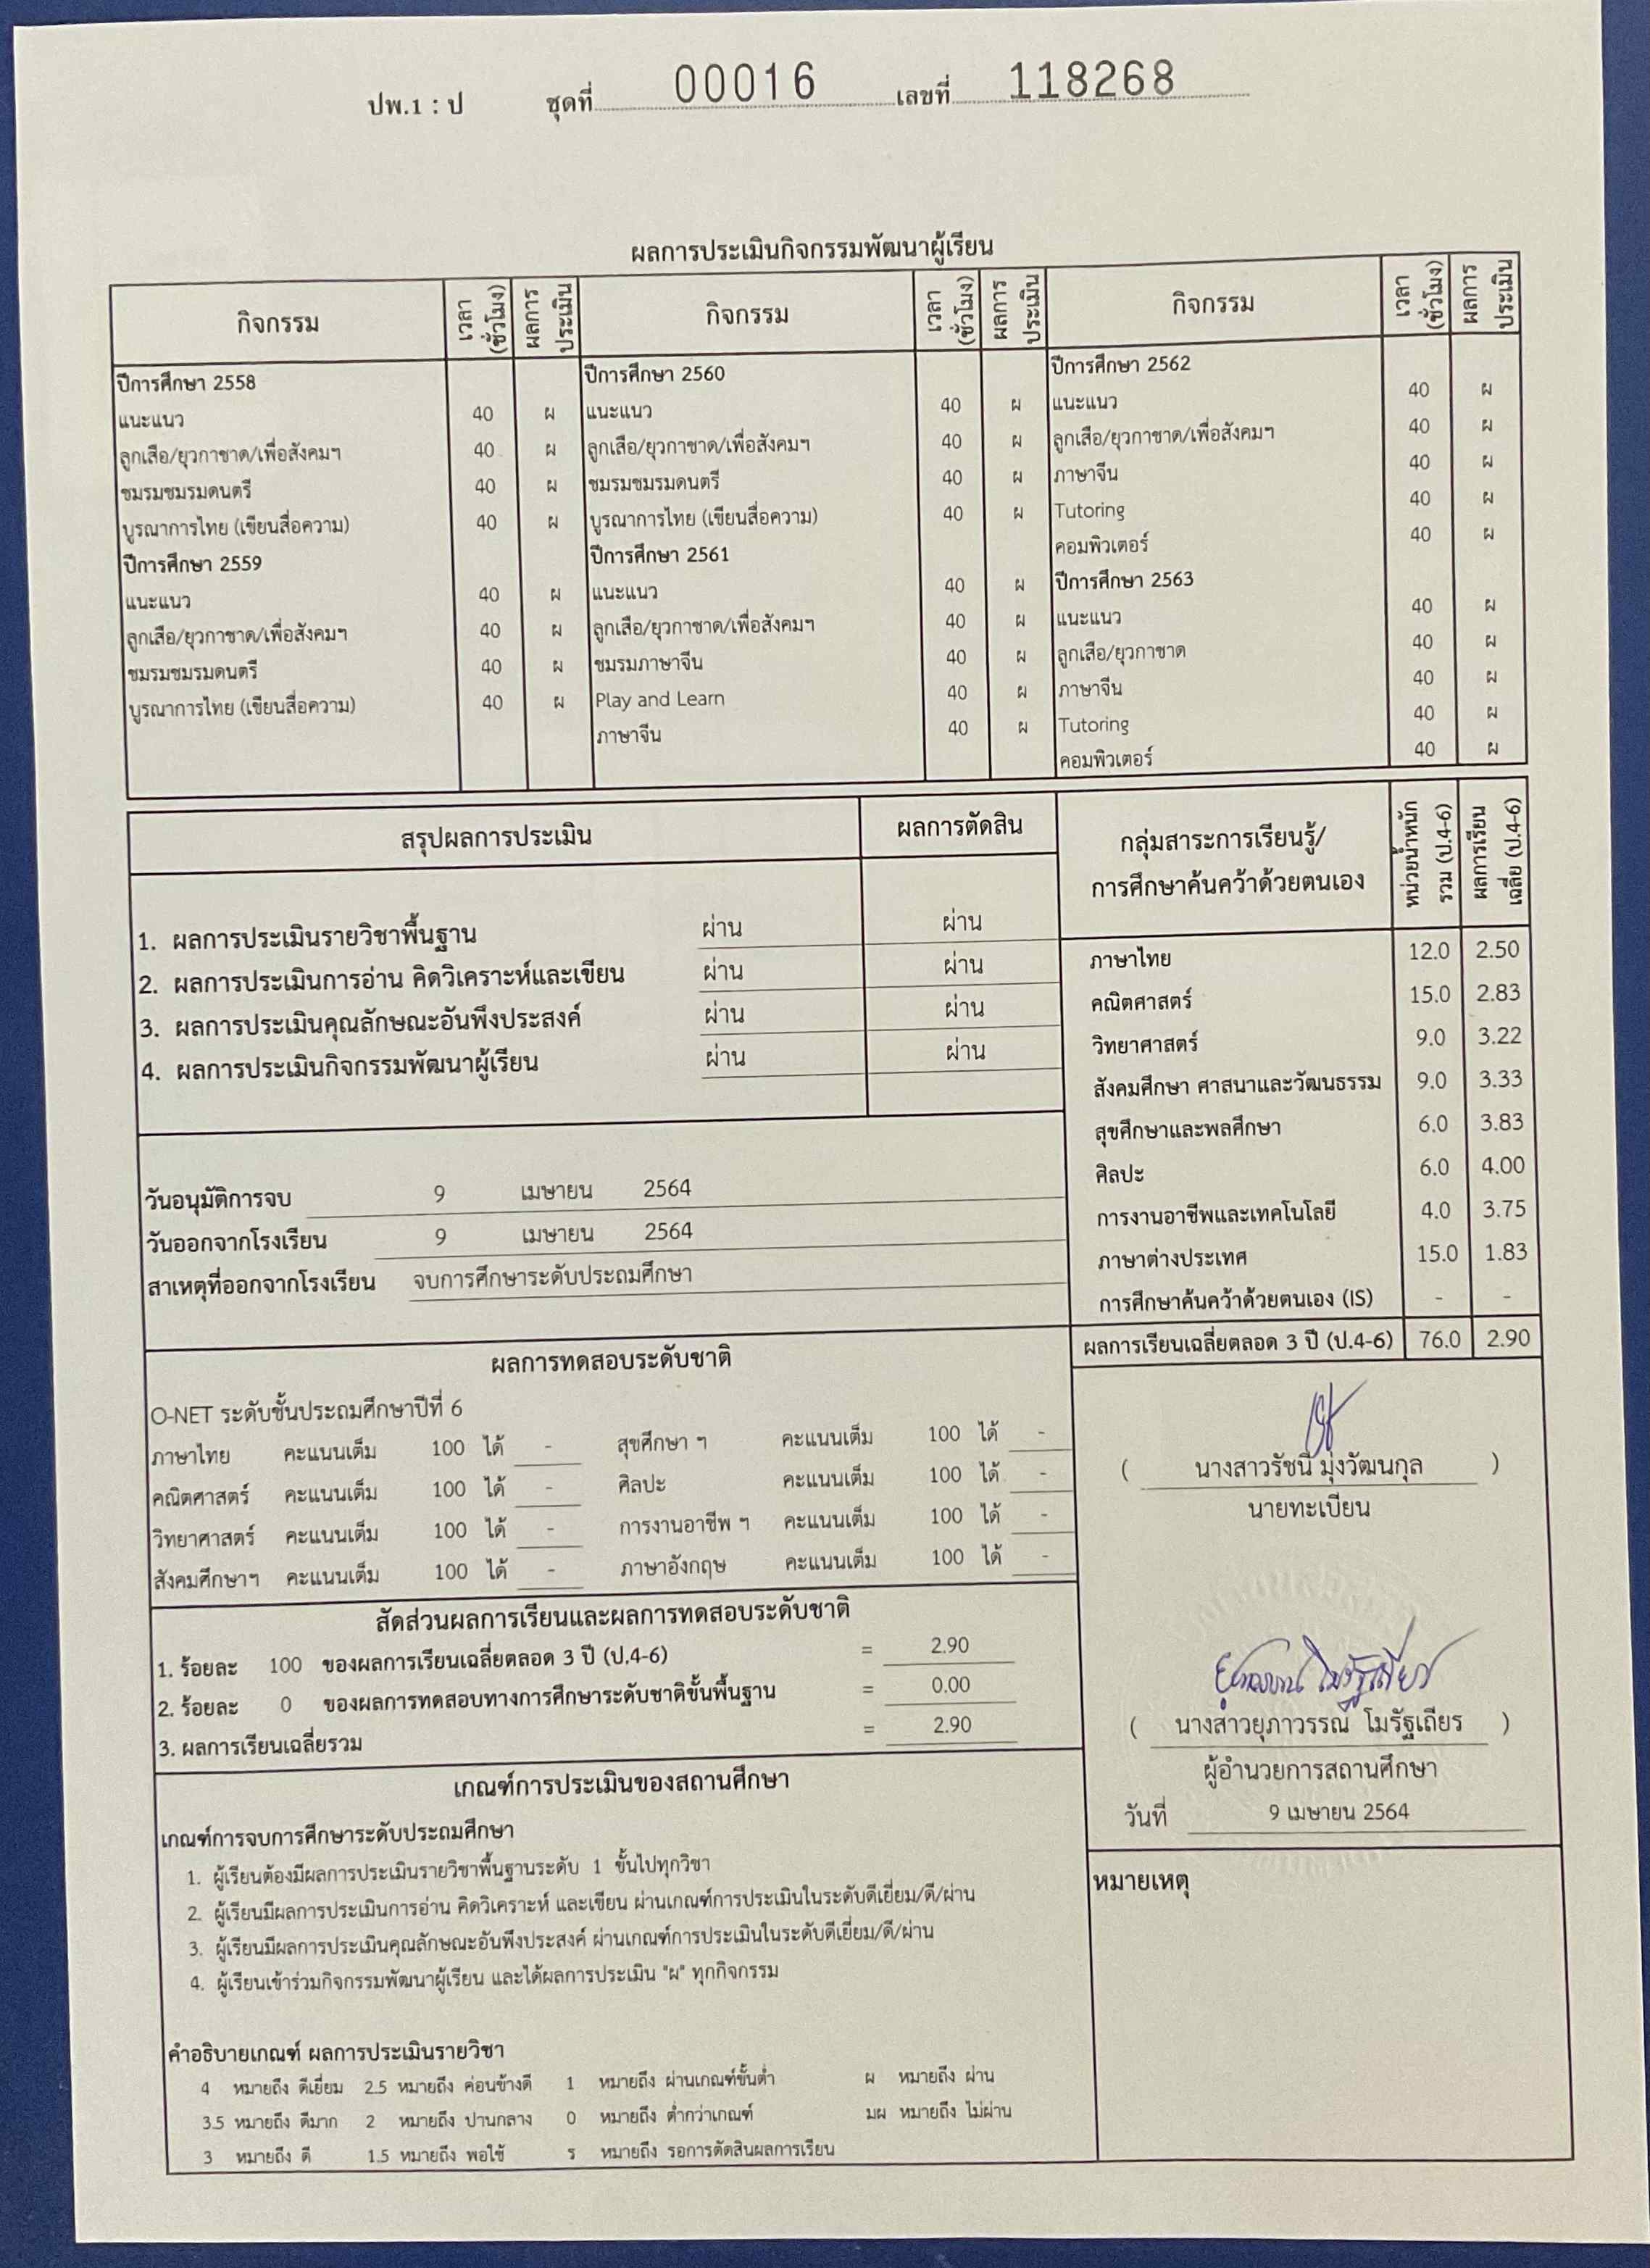 ปพ.1 : ป ชุดที่ 00016 เลขที่ 118268
ผลการประเมินกิจกรรมพัฒนาผู้เรียน
กิจกรรม เวลา (ชั่วโมง) ผลการประเมิน กิจกรรม เวลา (ชั่วโมง) ผลการประเมิน กิจกรรม เวลา (ชั่วโมง) ผลการประเมิน
ปีการศึกษา 2558
แนะแนว 40 ผ
ลูกเสือ/ยุวกาชาด/เพื่อสังคมฯ 40 ผ
ชมรมชมรมดนตรี 40 ผ
บูรณาการไทย (เขียนสื่อความ) 40 ผ
ปีการศึกษา 2559
แนะแนว 40 ผ
ลูกเสือ/ยุวกาชาด/เพื่อสังคมฯ 40 ผ
ชมรมชมรมดนตรี 40 ผ
บูรณาการไทย (เขียนสื่อความ) 40 ผ
ปีการศึกษา 2560
แนะแนว 40 ผ
ลูกเสือ/ยุวกาชาด/เพื่อสังคมฯ 40 ผ
ชมรมชมรมดนตรี 40 ผ
บูรณาการไทย (เขียนสื่อความ) 40 ผ
ปีการศึกษา 2561
แนะแนว 40 ผ
ลูกเสือ/ยุวกาชาด/เพื่อสังคมฯ 40 ผ
ชมรมภาษาจีน 40 ผ
Play and Learn 40 ผ
ภาษาจีน 40 ผ
ปีการศึกษา 2562
แนะแนว 40 ผ
ลูกเสือ/ยุวกาชาด/เพื่อสังคมฯ 40 ผ
ภาษาจีน 40 ผ
Tutoring 40 ผ
คอมพิวเตอร์ 40 ผ
ปีการศึกษา 2563
แนะแนว 40 ผ
ลูกเสือ/ยุวกาชาด 40 ผ
ภาษาจีน 40 ผ
Tutoring 40 ผ
คอมพิวเตอร์ 40 ผ
สรุปผลการประเมิน ผลการตัดสิน
1. ผลการประเมินรายวิชาพื้นฐาน ผ่าน ผ่าน
2. ผลการประเมินการอ่าน คิดวิเคราะห์และเขียน ผ่าน ผ่าน
3. ผลการประเมินคุณลักษณะอันพึงประสงค์ ผ่าน ผ่าน
4. ผลการประเมินกิจกรรมพัฒนาผู้เรียน ผ่าน ผ่าน
วันอนุมัติการจบ 9 เมษายน 2564
วันออกจากโรงเรียน 9 เมษายน 2564
สาเหตุที่ออกจากโรงเรียน จบการศึกษาระดับประถมศึกษา
กลุ่มสาระการเรียนรู้/
การศึกษาค้นคว้าด้วยตนเอง
หน่วยน้ำหนัก
รวม (ป.4-6)
ผลการเรียน
เฉลี่ย (ป.4-6)
ภาษาไทย 12.0 2.50
คณิตศาสตร์ 15.0 2.83
วิทยาศาสตร์ 9.0 3.22
สังคมศึกษา ศาสนาและวัฒนธรรม 9.0 3.33
สุขศึกษาและพลศึกษา 6.0 3.83
ศิลปะ 6.0 4.00
การงานอาชีพและเทคโนโลยี 4.0 3.75
ภาษาต่างประเทศ 15.0 1.83
การศึกษาค้นคว้าด้วยตนเอง (IS) - -
ผลการเรียนเฉลี่ยตลอด 3 ปี (ป.4-6) 76.0 2.90
ผลการทดสอบระดับชาติ
O-NET ระดับชั้นประถมศึกษาปีที่ 6
ภาษาไทย คะแนนเต็ม 100 ได้ - สุขศึกษา ฯ คะแนนเต็ม 100 ได้ -
คณิตศาสตร์ คะแนนเต็ม 100 ได้ - ศิลปะ คะแนนเต็ม 100 ได้ -
วิทยาศาสตร์ คะแนนเต็ม 100 ได้ - การงานอาชีพ ฯ คะแนนเต็ม 100 ได้ -
สังคมศึกษาฯ คะแนนเต็ม 100 ได้ - ภาษาอังกฤษ คะแนนเต็ม 100 ได้ -
สัดส่วนผลการเรียนและผลการทดสอบระดับชาติ
1. ร้อยละ 100 ของผลการเรียนเฉลี่ยตลอด 3 ปี (ป.4-6) = 2.90
2. ร้อยละ 0 ของผลการทดสอบทางการศึกษาระดับชาติขั้นพื้นฐาน = 0.00
3. ผลการเรียนเฉลี่ยรวม = 2.90
( นางสาวรัชนี มุ่งวัฒนกุล )
นายทะเบียน
( นางสาวยุภาวรรณ โมรัฐเถียร )
ผู้อำนวยการสถานศึกษา
วันที่ 9 เมษายน 2564
หมายเหตุ
เกณฑ์การประเมินของสถานศึกษา
เกณฑ์การจบการศึกษาระดับประถมศึกษา
1. ผู้เรียนต้องมีผลการประเมินรายวิชาพื้นฐานระดับ 1 ขึ้นไปทุกวิชา
2. ผู้เรียนมีผลการประเมินการอ่าน คิดวิเคราะห์ และเขียน ผ่านเกณฑ์การประเมินในระดับดีเยี่ยม/ดี/ผ่าน
3. ผู้เรียนมีผลการประเมินคุณลักษณะอันพึงประสงค์ ผ่านเกณฑ์การประเมินในระดับดีเยี่ยม/ดี/ผ่าน
4. ผู้เรียนเข้าร่วมกิจกรรมพัฒนาผู้เรียน และได้ผลการประเมิน "ผ" ทุกกิจกรรม
คำอธิบายเกณฑ์ ผลการประเมินรายวิชา
4 หมายถึง ดีเยี่ยม 2.5 หมายถึง ค่อนข้างดี 1 หมายถึง ผ่านเกณฑ์ขั้นต่ำ ผ หมายถึง ผ่าน
3.5 หมายถึง ดีมาก 2 หมายถึง ปานกลาง 0 หมายถึง ต่ำกว่าเกณฑ์ มผ หมายถึง ไม่ผ่าน
3 หมายถึง ดี 1.5 หมายถึง พอใช้ ร หมายถึง รอการตัดสินผลการเรียน